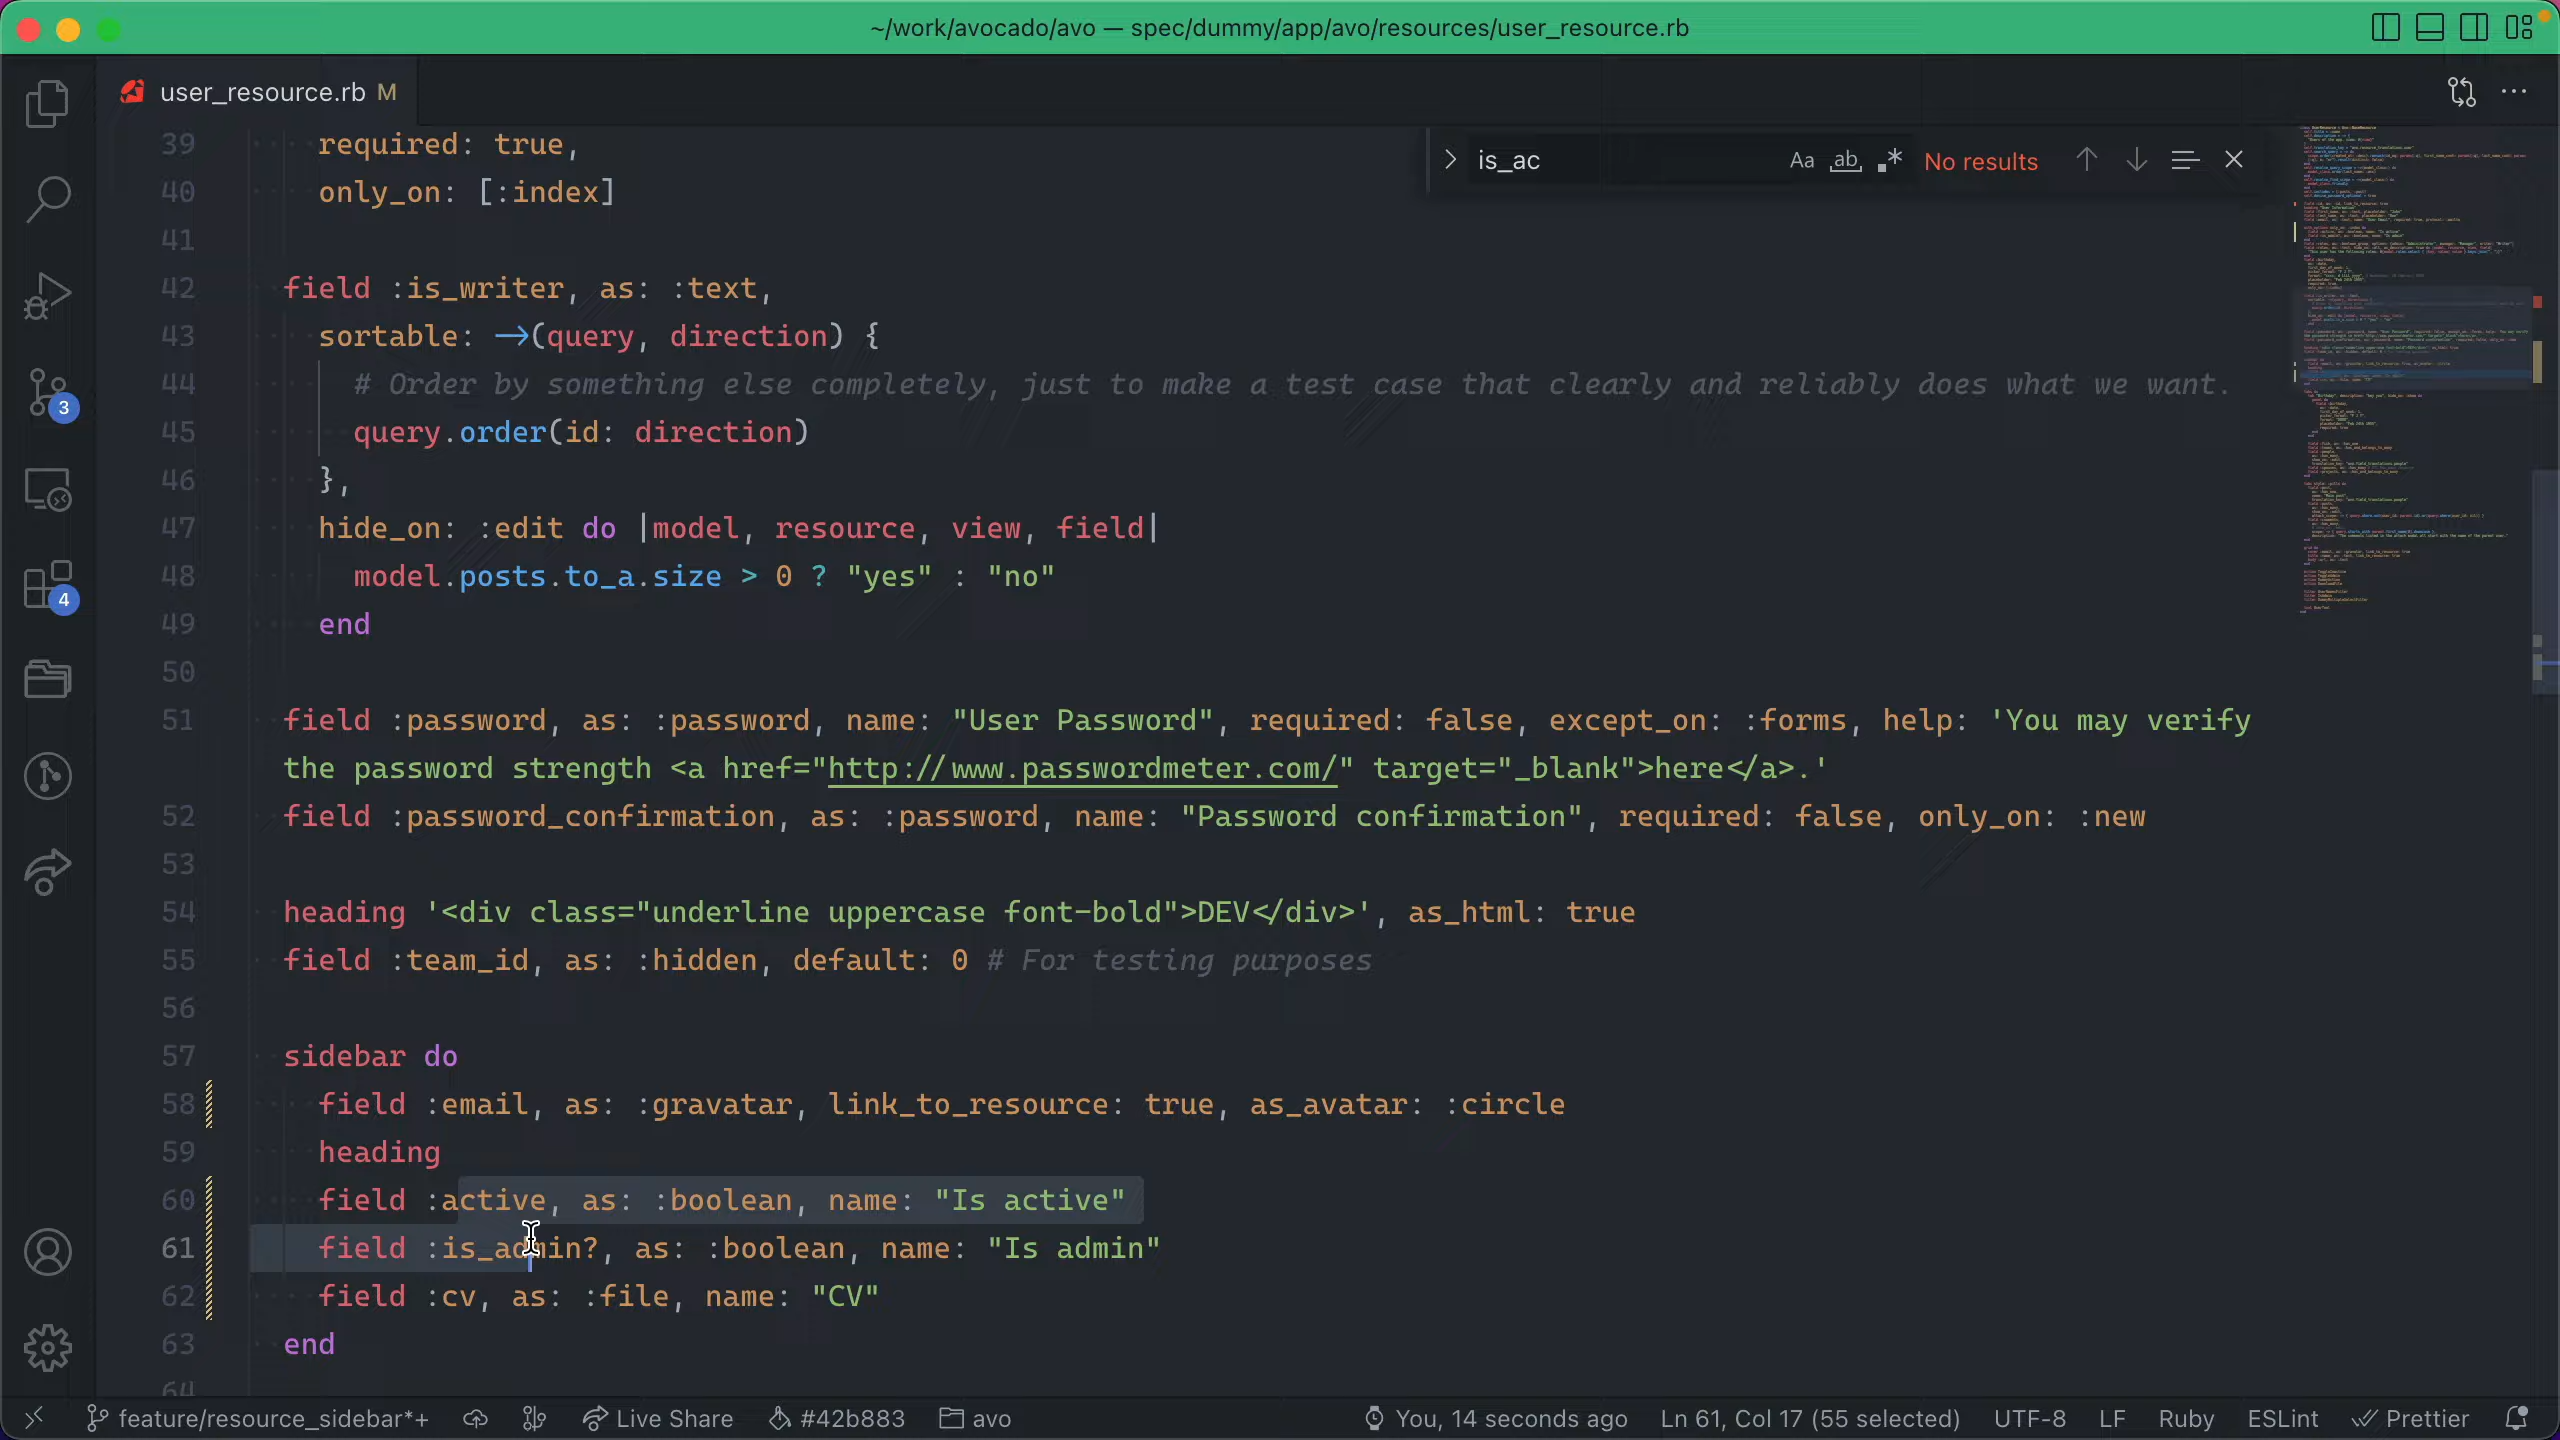 ~/work/avocado/avo — spec/dummy/app/avo/resources/user_resource.rb
user_resource.rb M
is_ac Aa ab .* No results
39 required: true,
40 only_on: [:index]
41
42 field :is_writer, as: :text,
43 sortable: ->(query, direction) {
44 # Order by something else completely, just to make a test case that clearly and reliably does what we want.
45 query.order(id: direction)
46 },
47 hide_on: :edit do |model, resource, view, field|
48 model.posts.to_a.size > 0 ? "yes" : "no"
49 end
50
51 field :password, as: :password, name: "User Password", required: false, except_on: :forms, help: 'You may verify
the password strength <a href="http://www.passwordmeter.com/" target="_blank">here</a>.'
52 field :password_confirmation, as: :password, name: "Password confirmation", required: false, only_on: :new
53
54 heading '<div class="underline uppercase font-bold">DEV</div>', as_html: true
55 field :team_id, as: :hidden, default: 0 # For testing purposes
56
57 sidebar do
58 field :email, as: :gravatar, link_to_resource: true, as_avatar: :circle
59 heading
60 field :active, as: :boolean, name: "Is active"
61 field :is_admin?, as: :boolean, name: "Is admin"
62 field :cv, as: :file, name: "CV"
63 end
64
3
4
feature/resource_sidebar*+ Live Share #42b883 avo You, 14 seconds ago Ln 61, Col 17 (55 selected) UTF-8 LF Ruby ESLint Prettier